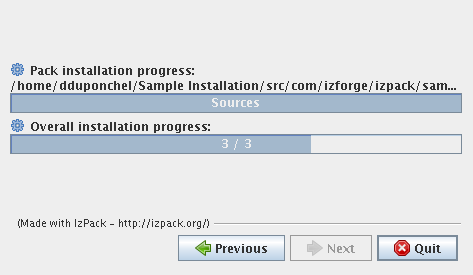 Pack installation progress:
/home/dduponchel/Sample Installation/src/com/izforge/izpack/sam...
Sources
Overall installation progress:
3 / 3
(Made with IzPack - http://izpack.org/)
Previous Next Quit